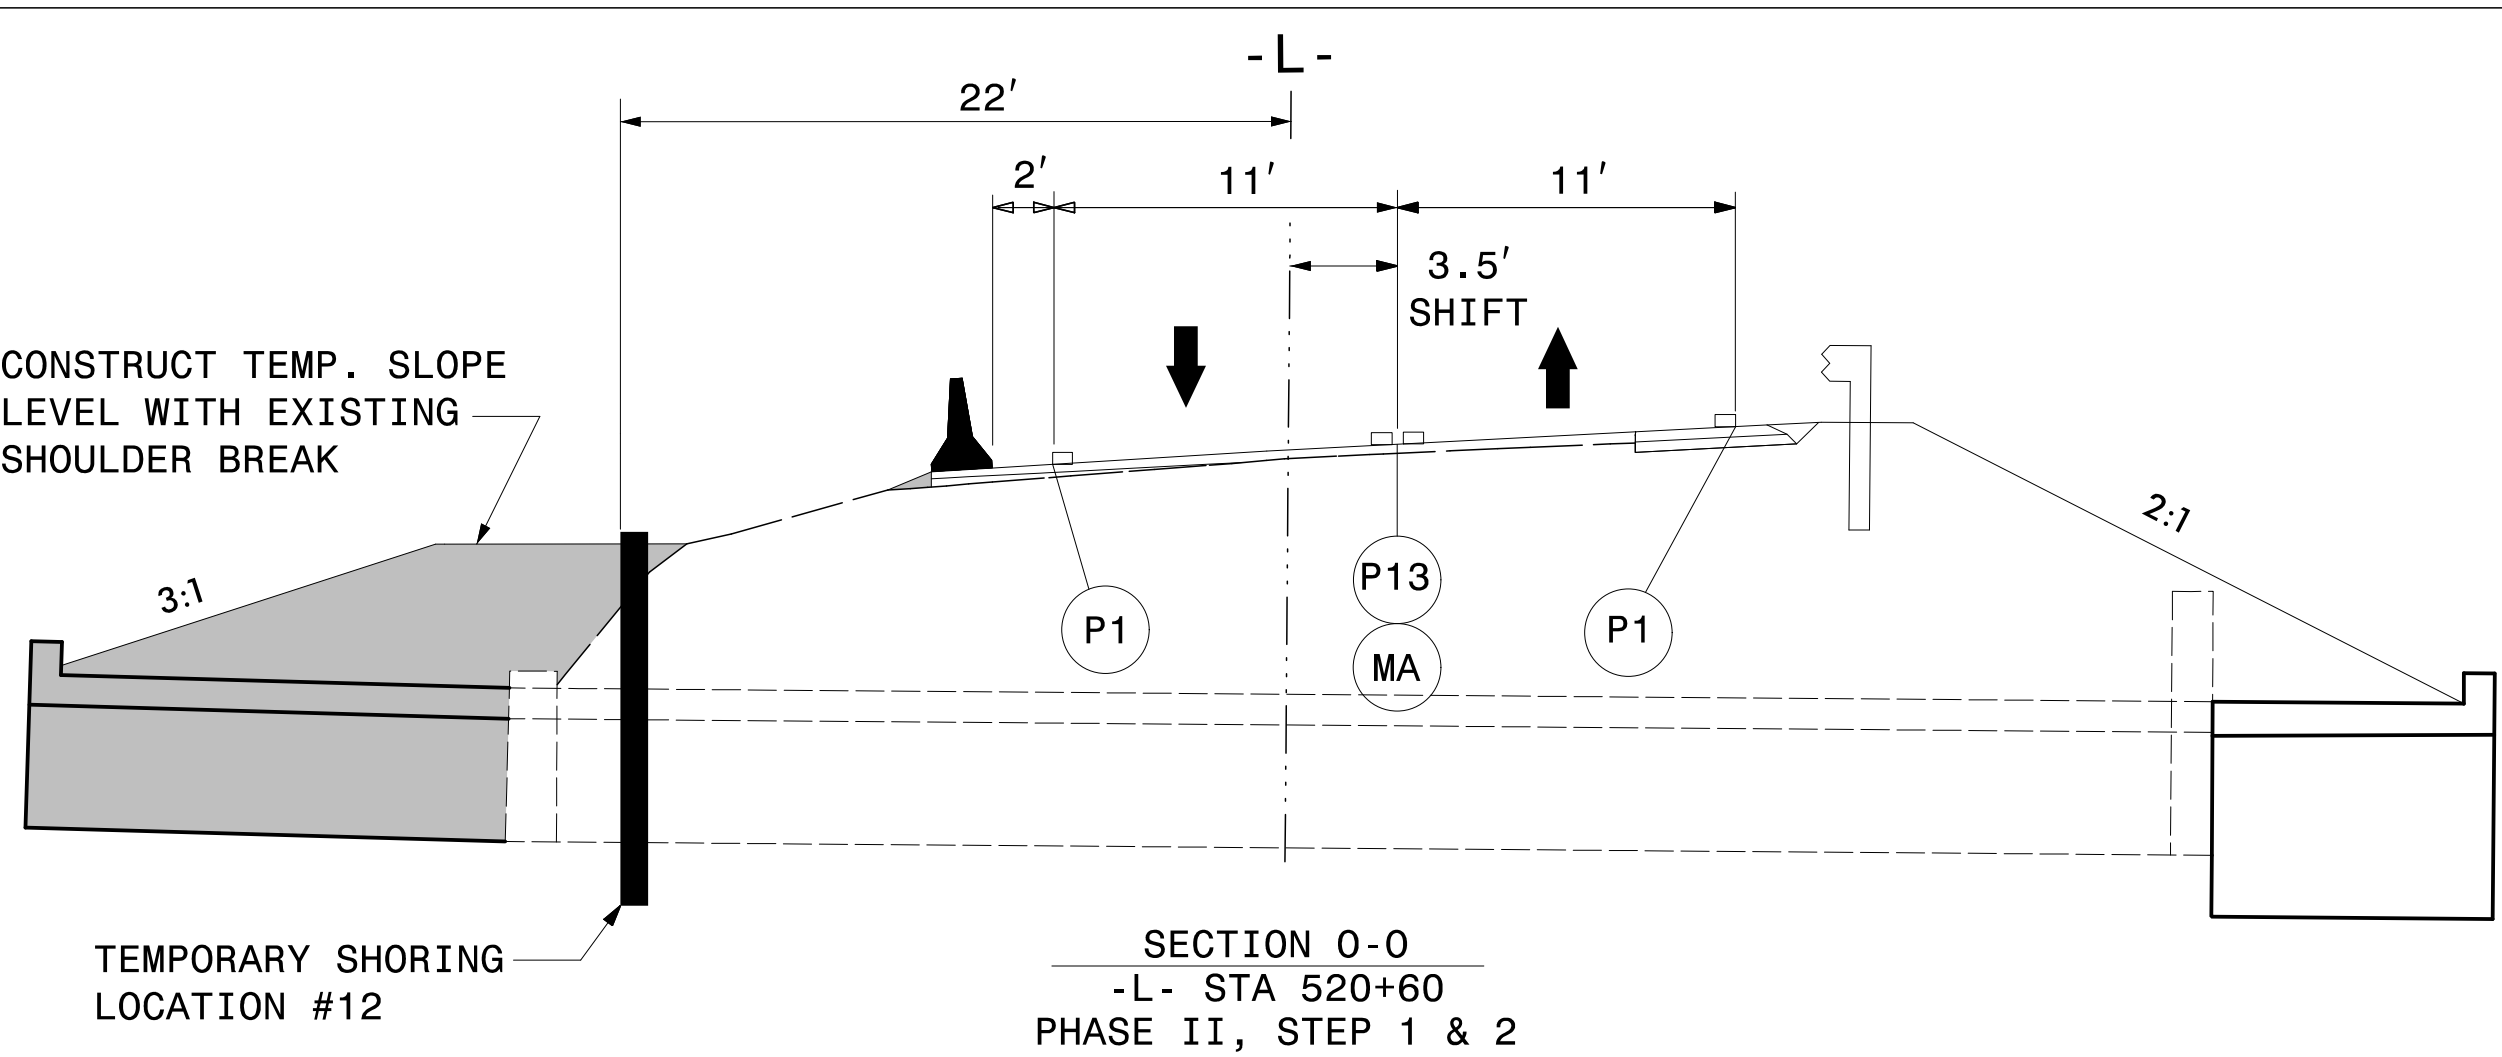 -L-
22'
2'
11'
11'
3.5'
SHIFT
CONSTRUCT TEMP. SLOPE
LEVEL WITH EXISTING
SHOULDER BREAK
2:1
3:1
P13
P1
P1
MA
TEMPORARY SHORING
LOCATION #12
SECTION O-O
-L- STA 520+60
PHASE II, STEP 1 & 2